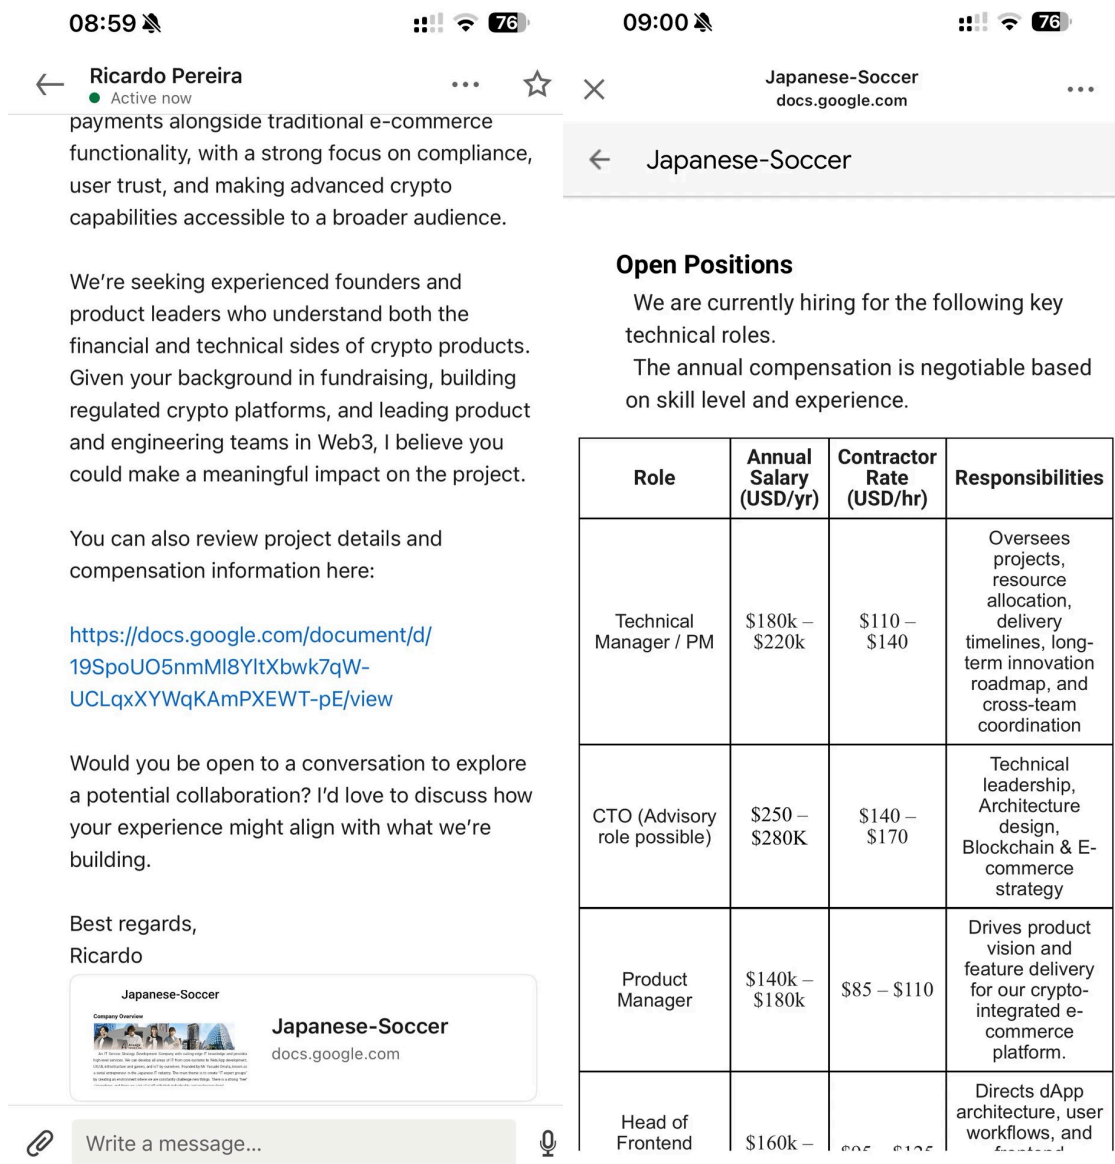 08:59
76
Ricardo Pereira
Active now
payments alongside traditional e-commerce
functionality, with a strong focus on compliance,
user trust, and making advanced crypto
capabilities accessible to a broader audience.
We're seeking experienced founders and
product leaders who understand both the
financial and technical sides of crypto products.
Given your background in fundraising, building
regulated crypto platforms, and leading product
and engineering teams in Web3, I believe you
could make a meaningful impact on the project.
You can also review project details and
compensation information here:
https://docs.google.com/document/d/
19SpoUO5nmMl8YltXbwk7qW-
UCLqxXYWqKAmPXEWT-pE/view
Would you be open to a conversation to explore
a potential collaboration? I'd love to discuss how
your experience might align with what we're
building.
Best regards,
Ricardo
Japanese-Soccer
Company Overview
Japanese-Soccer
docs.google.com
Write a message...
09:00
76
Japanese-Soccer
docs.google.com
Japanese-Soccer
Open Positions
We are currently hiring for the following key
technical roles.
The annual compensation is negotiable based
on skill level and experience.
Role
Annual
Salary
(USD/yr)
Contractor
Rate
(USD/hr)
Responsibilities
Technical
Manager / PM
$180k –
$220k
$110 –
$140
Oversees
projects,
resource
allocation,
delivery
timelines, long-
term innovation
roadmap, and
cross-team
coordination
CTO (Advisory
role possible)
$250 –
$280K
$140 –
$170
Technical
leadership,
Architecture
design,
Blockchain & E-
commerce
strategy
Product
Manager
$140k –
$180k
$85 – $110
Drives product
vision and
feature delivery
for our crypto-
integrated e-
commerce
platform.
Head of
Frontend
$160k –
Directs dApp
architecture, user
workflows, and